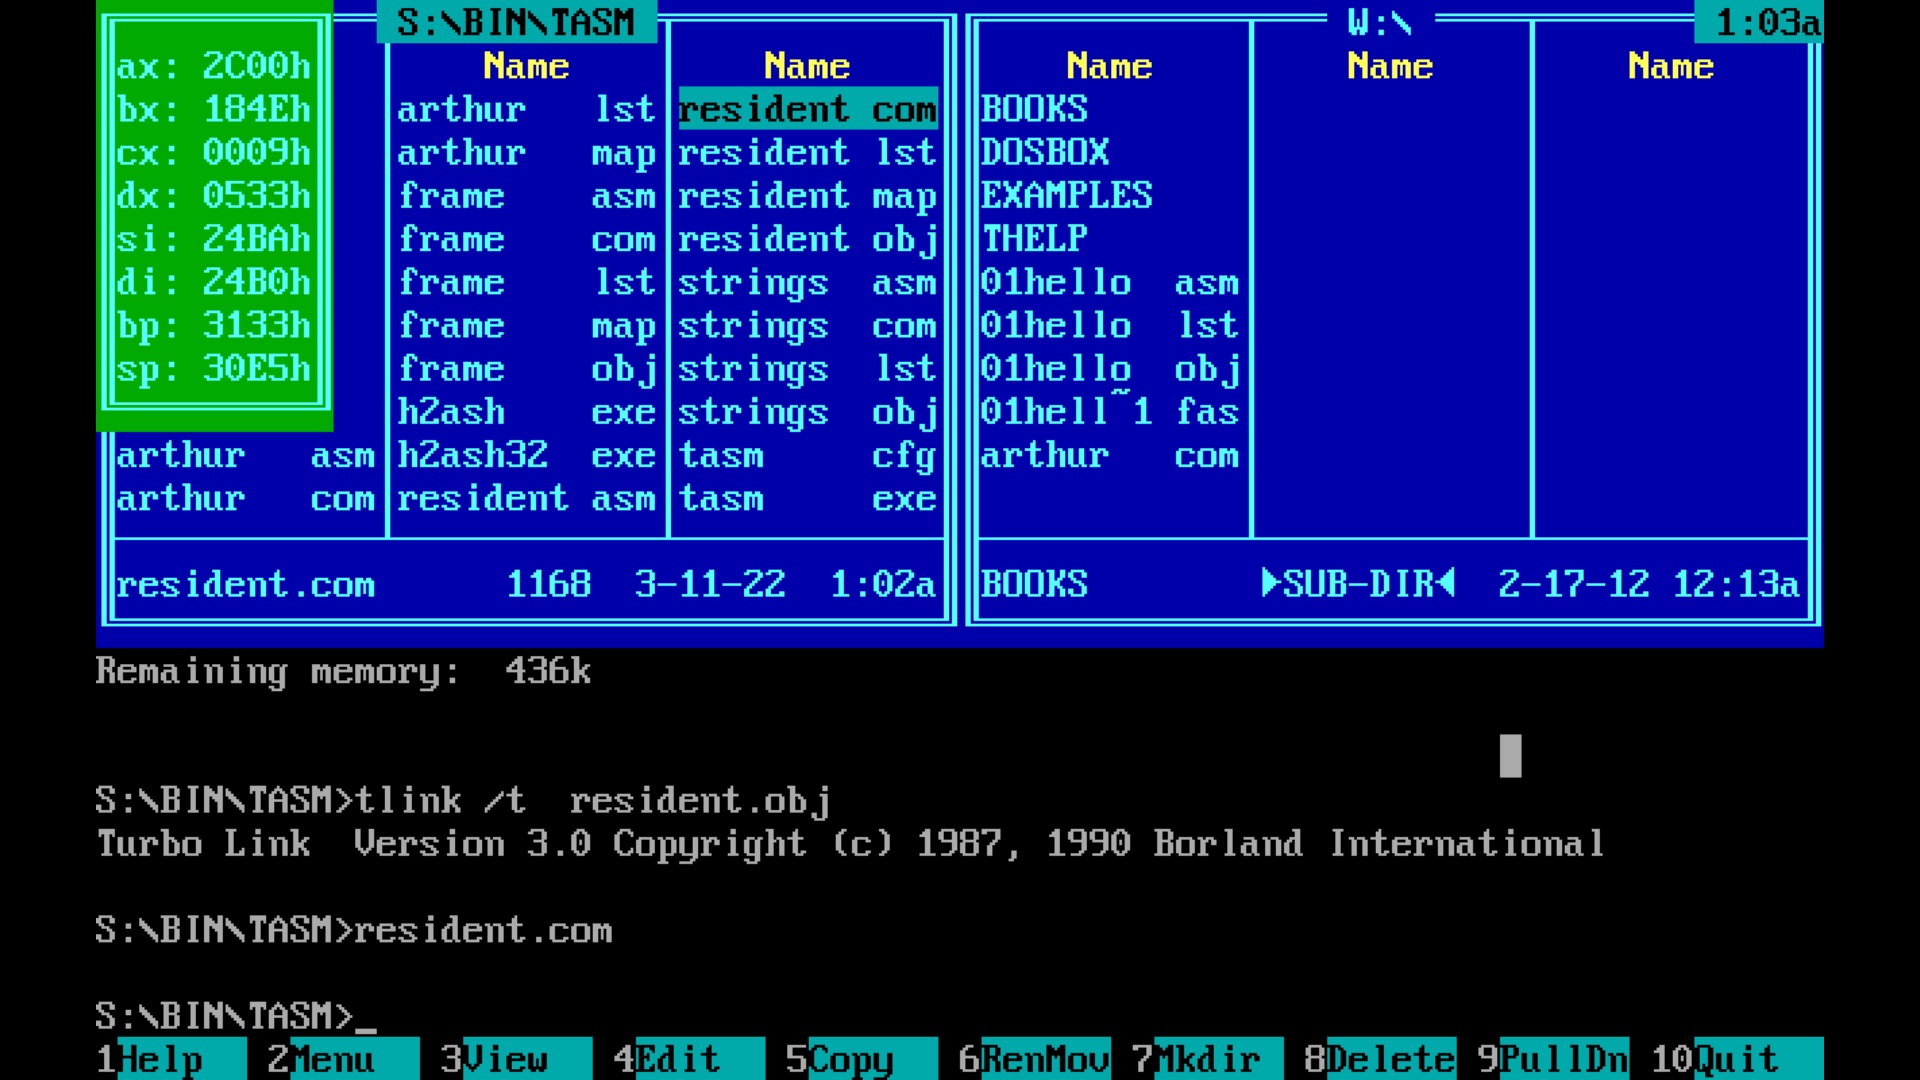 S:\BIN\TASM W:\ 1:03a
ax: 2C00h Name Name Name Name Name
bx: 184Eh arthur lst resident com BOOKS
cx: 0009h arthur map resident lst DOSBOX
dx: 0533h frame asm resident map EXAMPLES
si: 24BAh frame com resident obj THELP
di: 24B0h frame lst strings asm 01hello asm
bp: 3133h frame map strings com 01hello lst
sp: 30E5h frame obj strings lst 01hello obj
h2ash exe strings obj 01hell~1 fas
arthur asm h2ash32 exe tasm cfg arthur com
arthur com resident asm tasm exe
resident.com 1168 3-11-22 1:02a BOOKS ►SUB-DIR◄ 2-17-12 12:13a
Remaining memory: 436k
S:\BIN\TASM>tlink /t resident.obj
Turbo Link Version 3.0 Copyright (c) 1987, 1990 Borland International
S:\BIN\TASM>resident.com
S:\BIN\TASM>_
1Help 2Menu 3View 4Edit 5Copy 6RenMov 7Mkdir 8Delete 9PullDn 10Quit